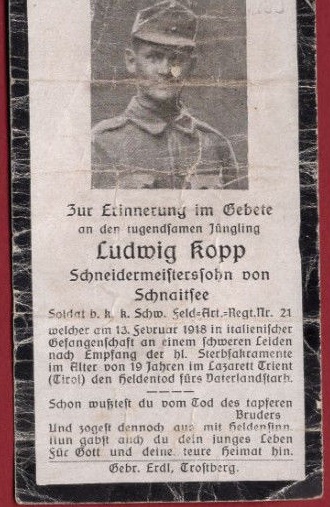 Zur Erinnerung im Gebete
an den tugendsamen Jüngling
Ludwig Kopp
Schneidermeisterssohn von
Schnaitsee
Soldat b. k. k. Schw. Feld=Art.=Regt.Nr. 21
welcher am 13. Februar 1918 in italienischer
Gefangenschaft an einem schweren Leiden
nach Empfang der hl. Sterbsakramente
im Alter von 19 Jahren im Lazarett Trient
(Tirol) den Heldentod fürs Vaterland starb.
Schon wußtest du vom Tod des tapferen
Bruders
Und zogest dennoch aus mit Heldensinn
Nun gabst auch du dein junges Leben
Für Gott und deine teure Heimat hin.
Gebr. Erdl, Trostberg.